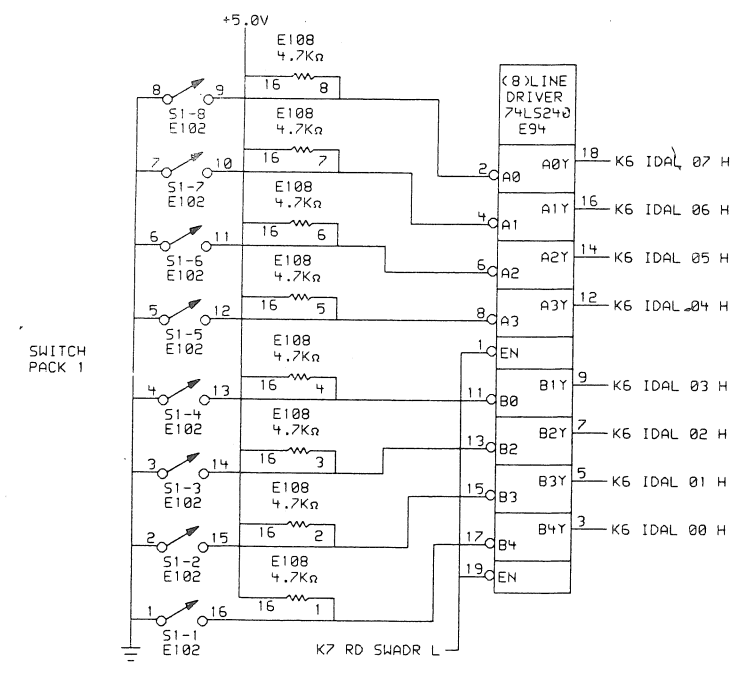 +5.0V
E108
4.7KΩ
16 8
8 9
S1-8
E102
E108
4.7KΩ
16 7
7 10
S1-7
E102
E108
4.7KΩ
16 6
6 11
S1-6
E102
E108
4.7KΩ
16 5
5 12
S1-5
E102
E108
4.7KΩ
16 4
4 13
S1-4
E102
E108
4.7KΩ
16 3
3 14
S1-3
E102
E108
4.7KΩ
16 2
2 15
S1-2
E102
E108
4.7KΩ
16 1
1 16
S1-1
E102
SWITCH
PACK 1
(8)LINE
DRIVER
74LS240
E94
2 A0 A0Y 18 K6 IDAL 07 H
4 A1 A1Y 16 K6 IDAL 06 H
6 A2 A2Y 14 K6 IDAL 05 H
8 A3 A3Y 12 K6 IDAL 04 H
1 EN
11 B0 B1Y 9 K6 IDAL 03 H
13 B2 B2Y 7 K6 IDAL 02 H
15 B3 B3Y 5 K6 IDAL 01 H
17 B4 B4Y 3 K6 IDAL 00 H
19 EN
K7 RD SWADR L